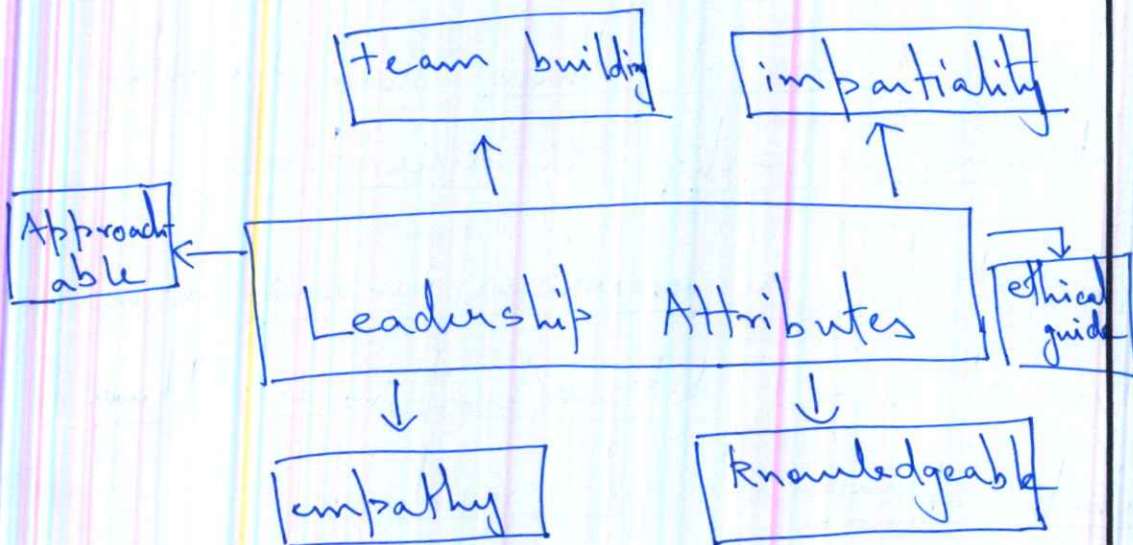 team building
impartiality
Approach
able
Leadership Attributes
ethical
guide
empathy
knowledgeable